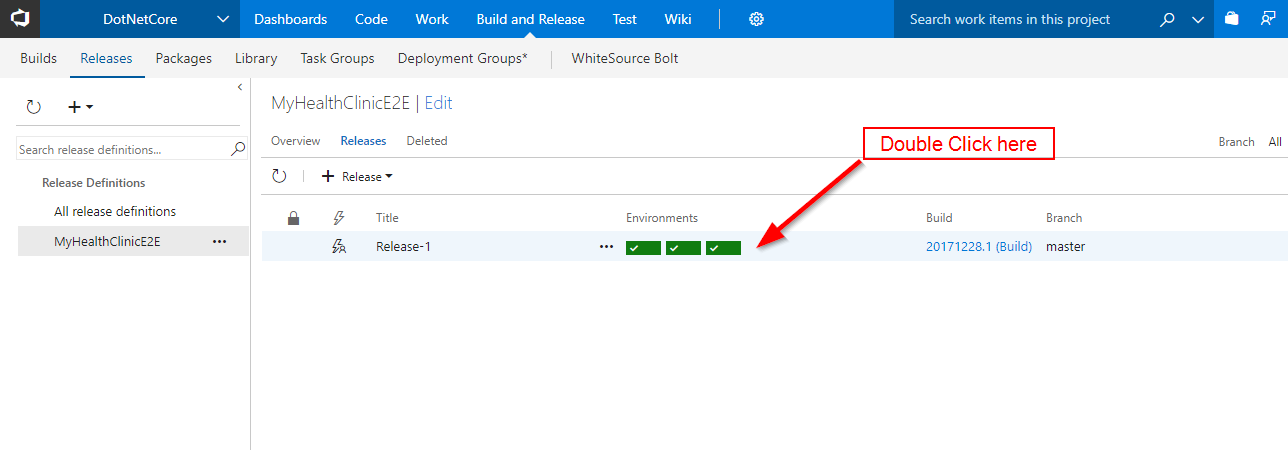 DotNetCore Dashboards Code Work Build and Release Test Wiki Search work items in this project
Builds Releases Packages Library Task Groups Deployment Groups* WhiteSource Bolt
MyHealthClinicE2E | Edit
Search release definitions...
Overview Releases Deleted
Double Click here
Branch All
Release Definitions
+ Release
All release definitions
Title Environments Build Branch
MyHealthClinicE2E ...
Release-1 ... 20171228.1 (Build) master